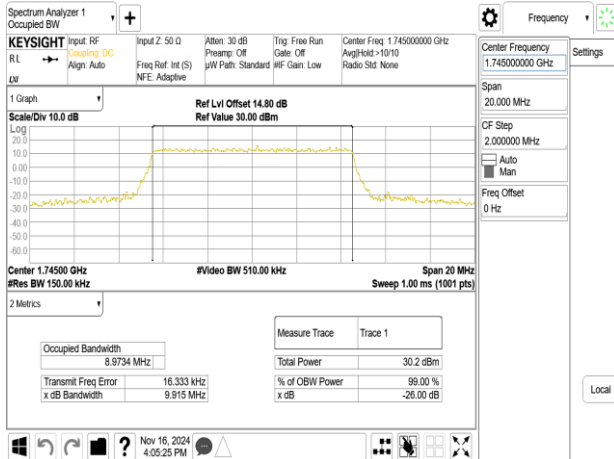 Spectrum Analyzer 1
Occupied BW
Frequency
KEYSIGHT
RL
LXI
Input: RF
Coupling: DC
Align: Auto
Input Z: 50 Ω
Freq Ref: Int (S)
NFE: Adaptive
Atten: 30 dB
Preamp: Off
µW Path: Standard
Trig: Free Run
Gate: Off
#IF Gain: Low
Center Freq: 1.745000000 GHz
Avg|Hold:>10/10
Radio Std: None
Center Frequency
1.745000000 GHz
Settings
Span
20.000 MHz
CF Step
2.000000 MHz
Auto
Man
Freq Offset
0 Hz
Local
1 Graph
Scale/Div 10.0 dB
Ref Lvl Offset 14.80 dB
Ref Value 30.00 dBm
Log
20.0
10.0
0.00
-10.0
-20.0
-30.0
-40.0
-50.0
-60.0
Center 1.74500 GHz
#Video BW 510.00 kHz
Span 20 MHz
#Res BW 150.00 kHz
Sweep 1.00 ms (1001 pts)
2 Metrics
Measure Trace
Trace 1
Occupied Bandwidth
8.9734 MHz
Total Power
30.2 dBm
Transmit Freq Error
16.333 kHz
% of OBW Power
99.00 %
x dB Bandwidth
9.915 MHz
x dB
-26.00 dB
?
Nov 16, 2024
4:05:25 PM